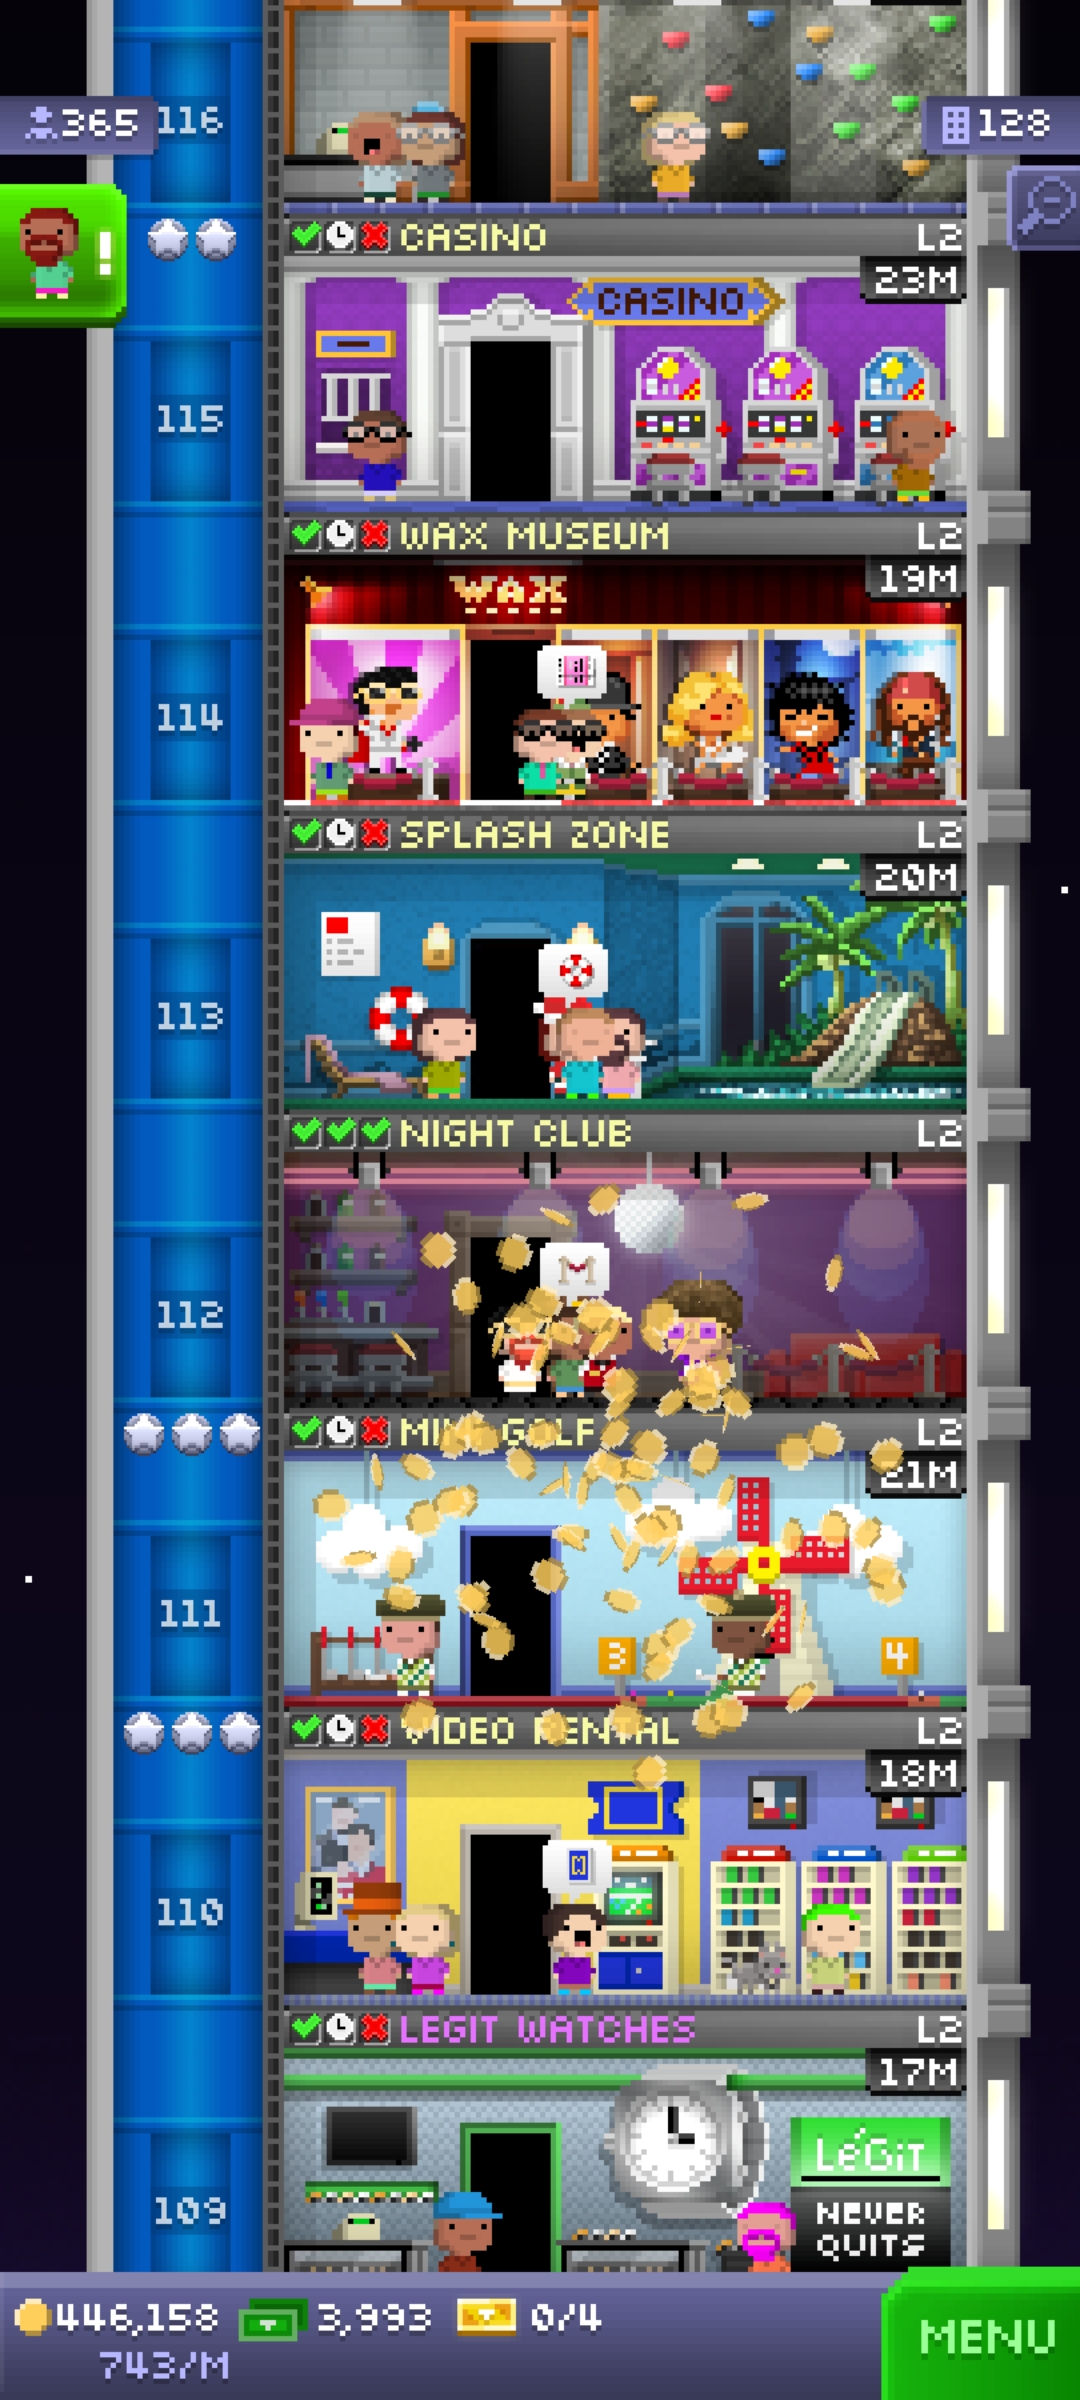 365
116
128
!
CASINO L2
23M
CASINO
115
WAX MUSEUM L2
19M
WAX
114
SPLASH ZONE L2
20M
113
NIGHT CLUB L2
112
MINI GOLF L2
21M
111
3
4
VIDEO RENTAL L2
18M
110
LEGIT WATCHES L2
17M
LéGiT
NEVER
QUITS
109
446,158 3,993 0/4
743/M
MENU